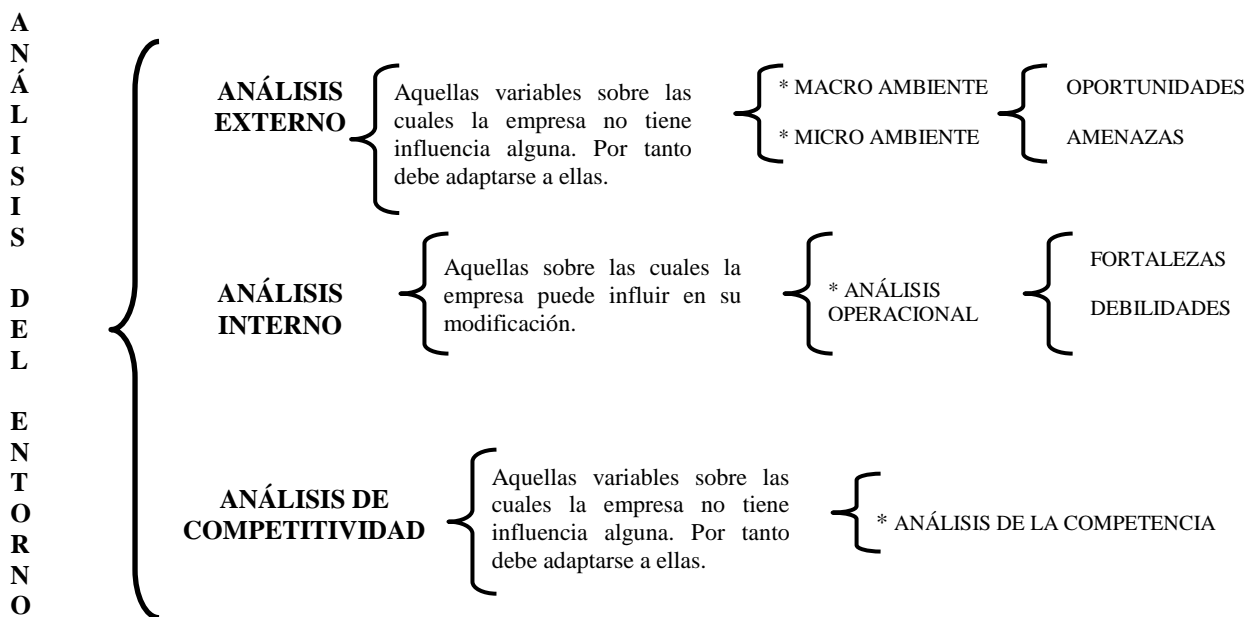 ANÁLISIS DEL ENTORNO
ANÁLISIS
EXTERNO
Aquellas variables sobre las
cuales la empresa no tiene
influencia alguna. Por tanto
debe adaptarse a ellas.
* MACRO AMBIENTE
* MICRO AMBIENTE
OPORTUNIDADES
AMENAZAS
ANÁLISIS
INTERNO
Aquellas sobre las cuales la
empresa puede influir en su
modificación.
* ANÁLISIS
OPERACIONAL
FORTALEZAS
DEBILIDADES
ANÁLISIS DE
COMPETITIVIDAD
Aquellas variables sobre las
cuales la empresa no tiene
influencia alguna. Por tanto
debe adaptarse a ellas.
* ANÁLISIS DE LA COMPETENCIA